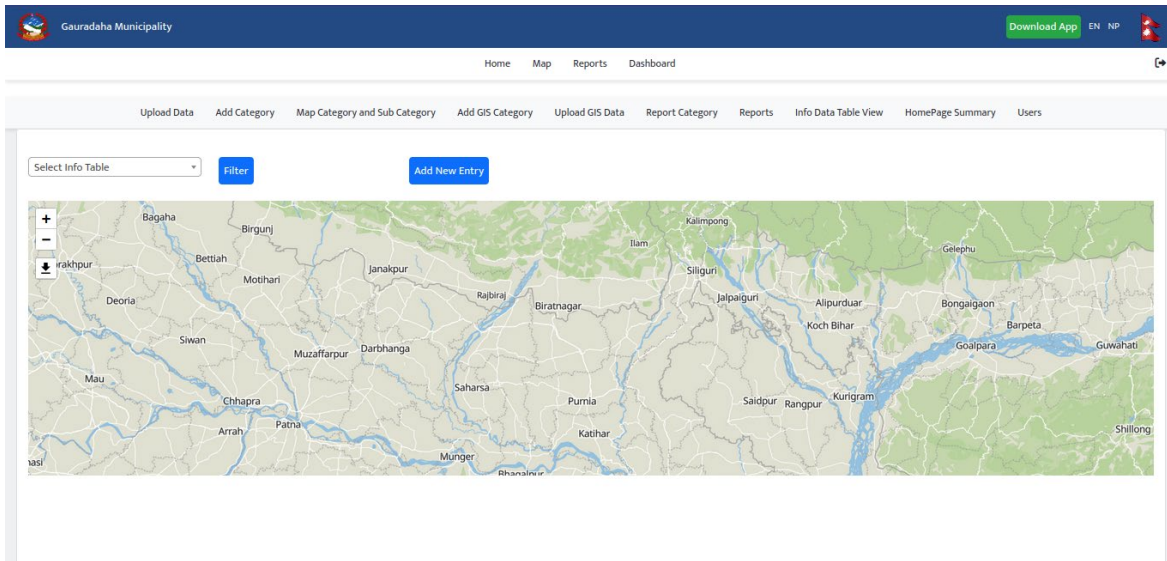 Gauradaha Municipality
Download App EN NP
Home Map Reports Dashboard
Upload Data Add Category Map Category and Sub Category Add GIS Category Upload GIS Data Report Category Reports Info Data Table View HomePage Summary Users
Select Info Table Filter Add New Entry
+
−
Bagaha
Birgunj
Kalimpong
Ilam
Gelephu
rakhpur
Bettiah
Janakpur
Siliguri
Motihari
Deoria
Rajbiraj
Biratnagar
Jalpaiguri
Alipurduar
Bongaigaon
Koch Bihar
Barpeta
Siwan
Muzaffarpur
Darbhanga
Goalpara
Guwahati
Mau
Saharsa
Chhapra
Purnia
Saidpur
Rangpur
Kurigram
Arrah
Patna
Katihar
Shillong
nasi
Munger
Bhagalpur